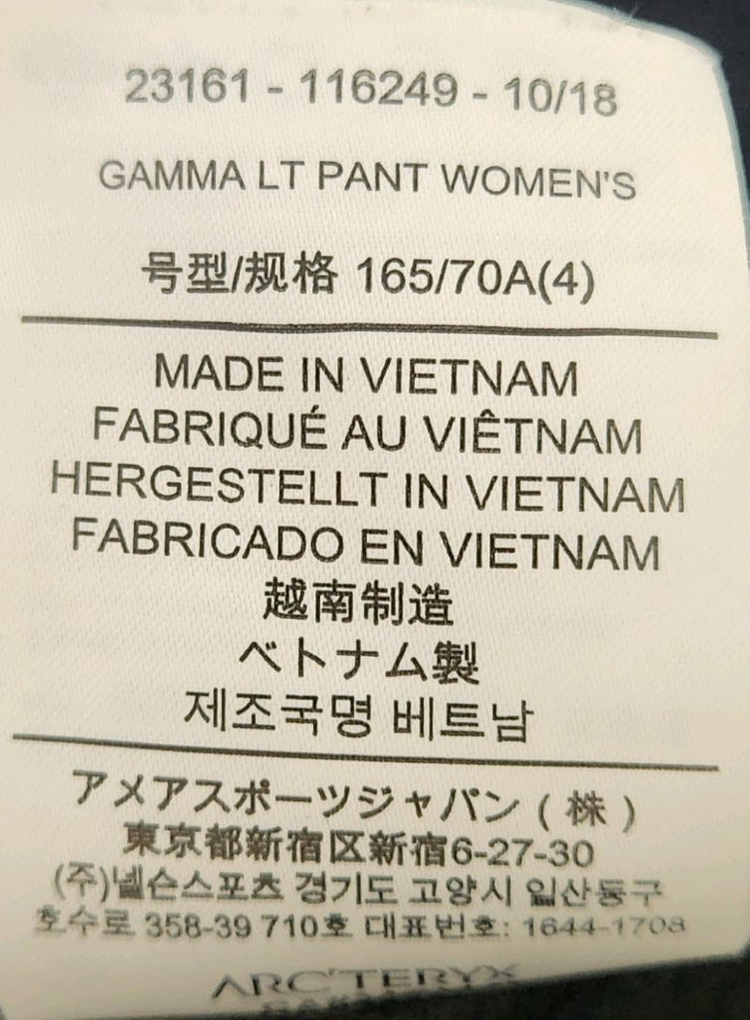 23161 - 116249 - 10/18
GAMMA LT PANT WOMEN'S
号型/规格 165/70A(4)
MADE IN VIETNAM
FABRIQUÉ AU VIÊTNAM
HERGESTELLT IN VIETNAM
FABRICADO EN VIETNAM
越南制造
ベトナム製
제조국명 베트남
アメアスポーツジャパン（株）
東京都新宿区新宿6-27-30
(주)넬슨스포츠 경기도 고양시 일산동구
호수로 358-39 710호 대표번호: 1644-1708
ARC'TERYX